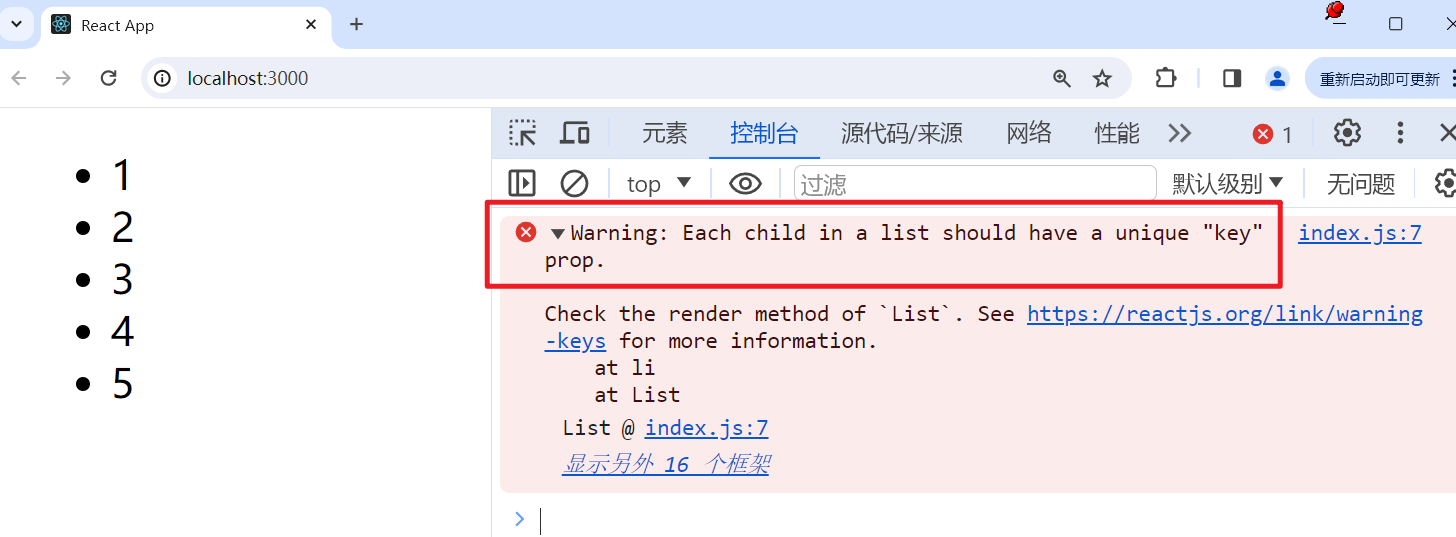 React App
localhost:3000
重新启动即可更新
元素 控制台 源代码/来源 网络 性能 1
top 过滤 默认级别 无问题
1
2
3
4
5
Warning: Each child in a list should have a unique "key" index.js:7
prop.
Check the render method of `List`. See https://reactjs.org/link/warning
-keys for more information.
at li
at List
List @ index.js:7
显示另外 16 个框架